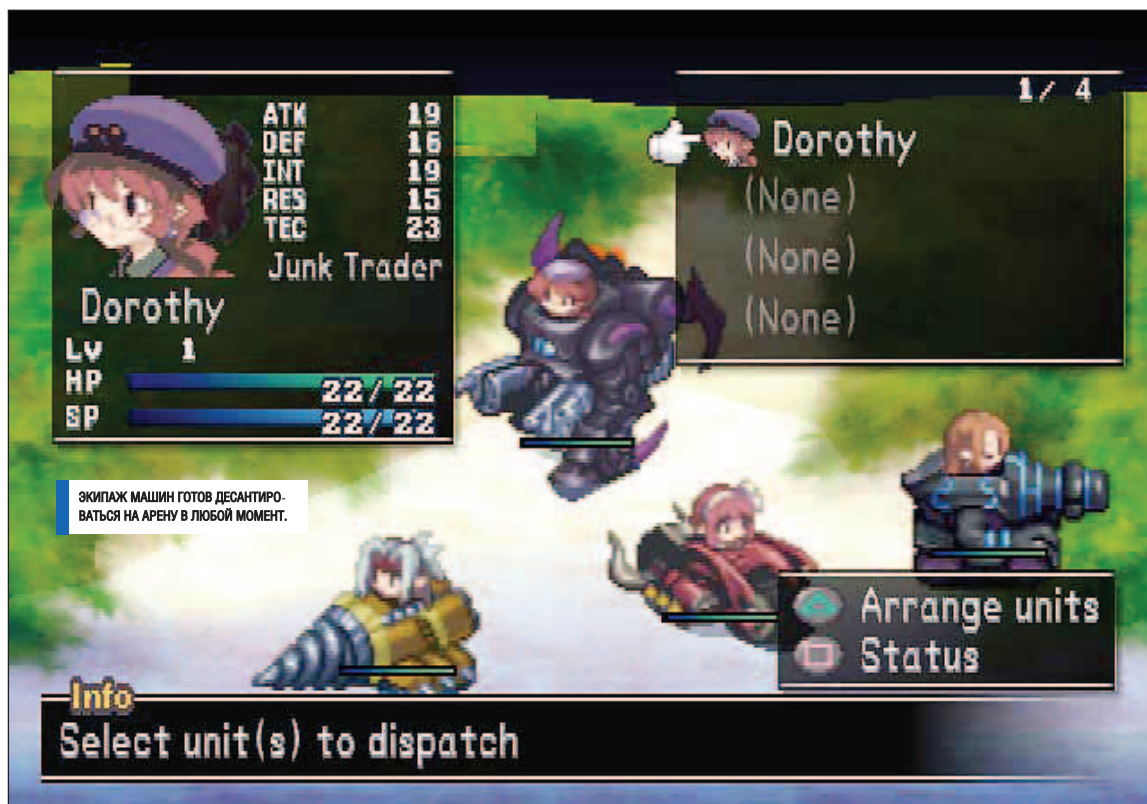 ATK 19
DEF 16
INT 19
RES 15
TEC 23
Junk Trader
Dorothy
Lv 1
HP 22/22
SP 22/22
1/ 4
Dorothy
(None)
(None)
(None)
ЭКИПАЖ МАШИН ГОТОВ ДЕСАНТИРО-
ВАТЬСЯ НА АРЕНУ В ЛЮБОЙ МОМЕНТ.
Arrange units
Status
Info
Select unit(s) to dispatch